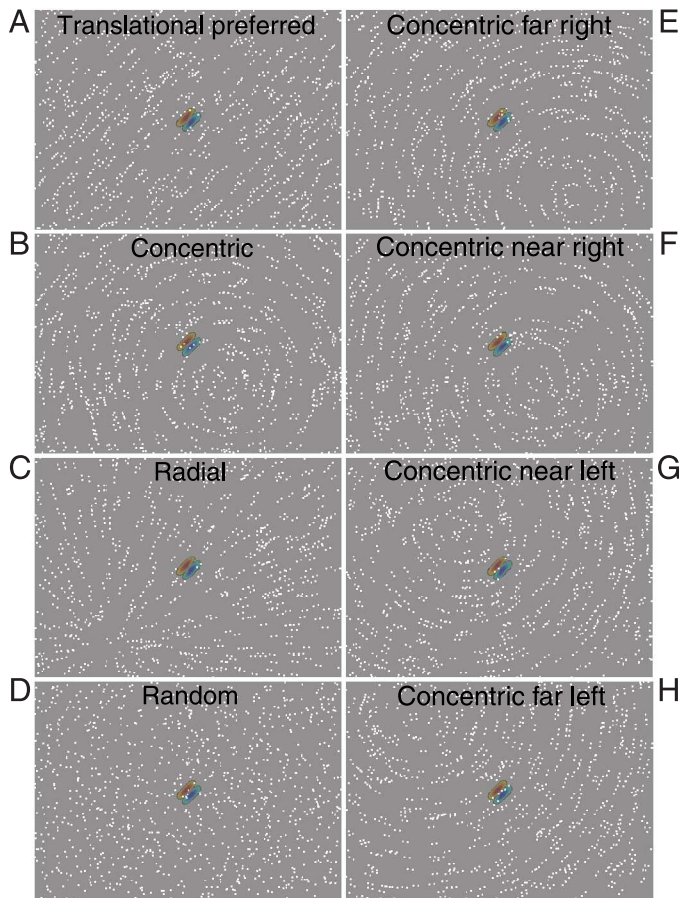 A Translational preferred
Concentric far right E
B Concentric
Concentric near right F
C Radial
Concentric near left G
D Random
Concentric far left H